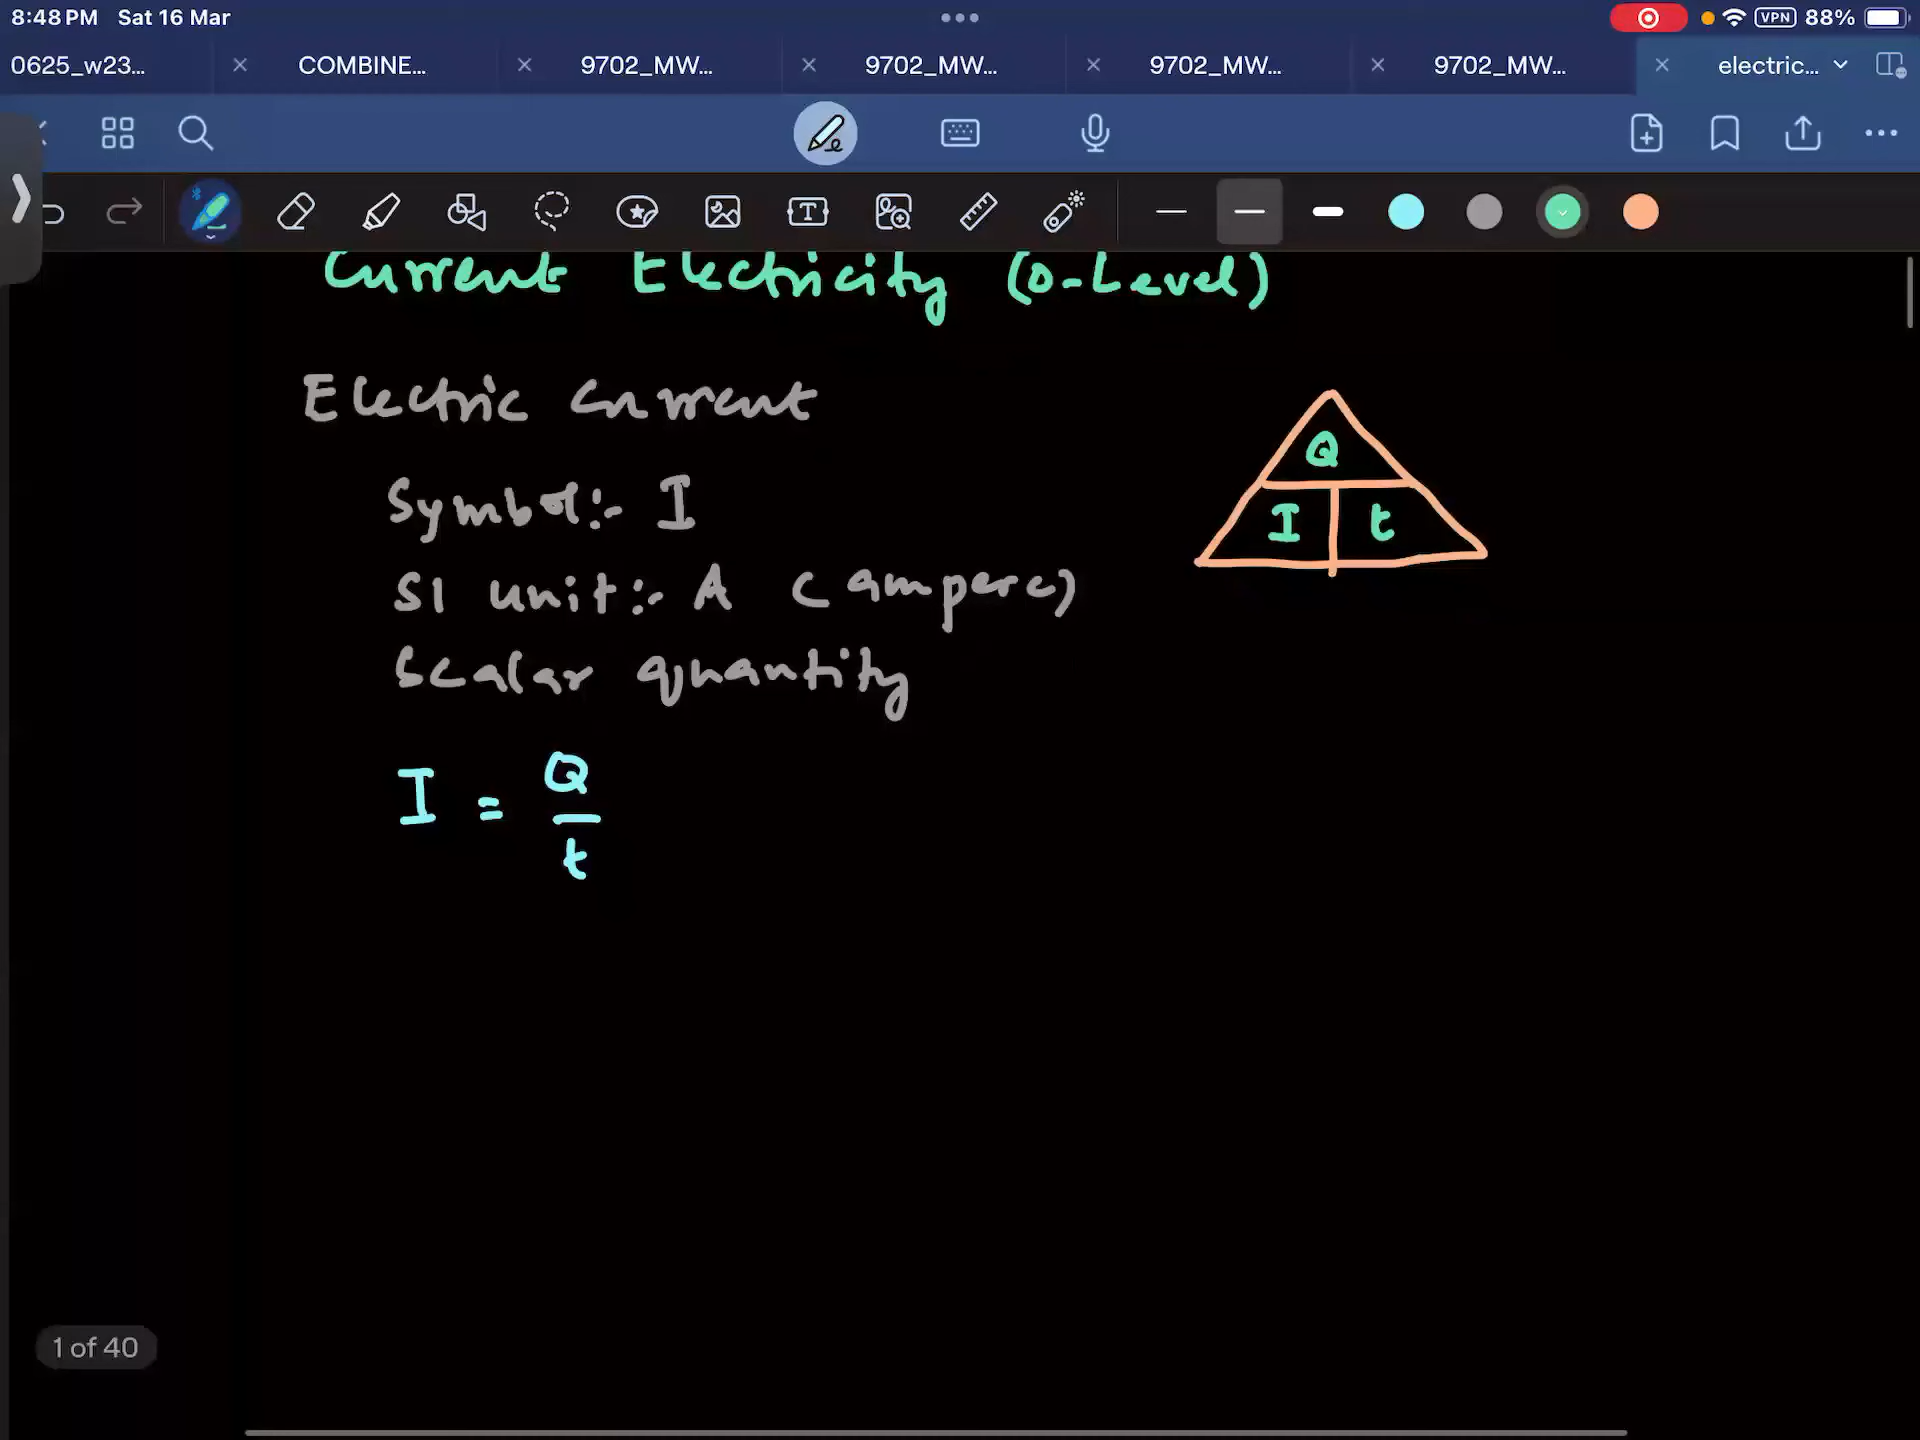 8:48 PM Sat 16 Mar
VPN 88%
0625_w23... COMBINE... 9702_MW... 9702_MW... 9702_MW... 9702_MW... electric...
Current Electricity (O-Level)
Electric Current
Symbol:- I
SI unit:- A (ampere)
Scalar quantity
Q
I t
I = Q
t
1 of 40